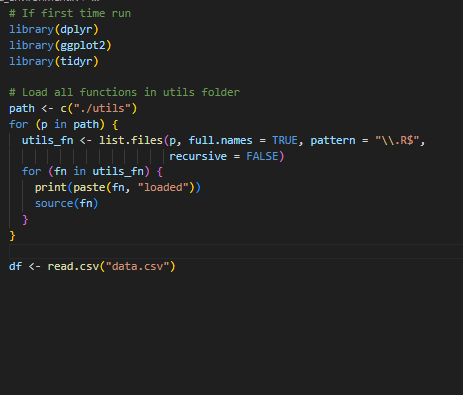 # If first time run
library(dplyr)
library(ggplot2)
library(tidyr)
# Load all functions in utils folder
path <- c("./utils")
for (p in path) {
  utils_fn <- list.files(p, full.names = TRUE, pattern = "\\.R$",
                         recursive = FALSE)
  for (fn in utils_fn) {
    print(paste(fn, "loaded"))
    source(fn)
  }
}
df <- read.csv("data.csv")